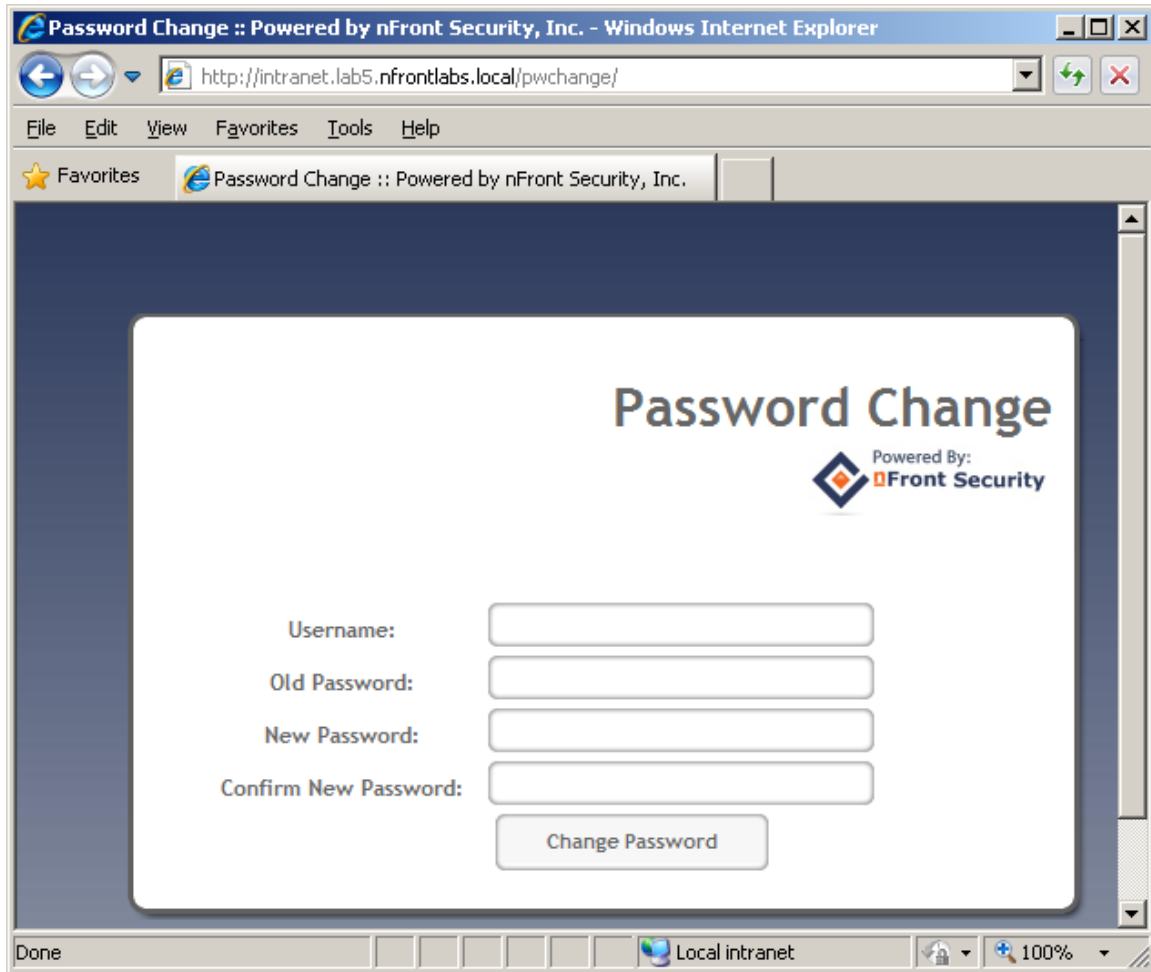 Password Change :: Powered by nFront Security, Inc. - Windows Internet Explorer
http://intranet.lab5.nfrontlabs.local/pwchange/
File Edit View Favorites Tools Help
Favorites
Password Change :: Powered by nFront Security, Inc.
Password Change
Powered By:
nFront Security
Username:
Old Password:
New Password:
Confirm New Password:
Change Password
Done
Local intranet
100%